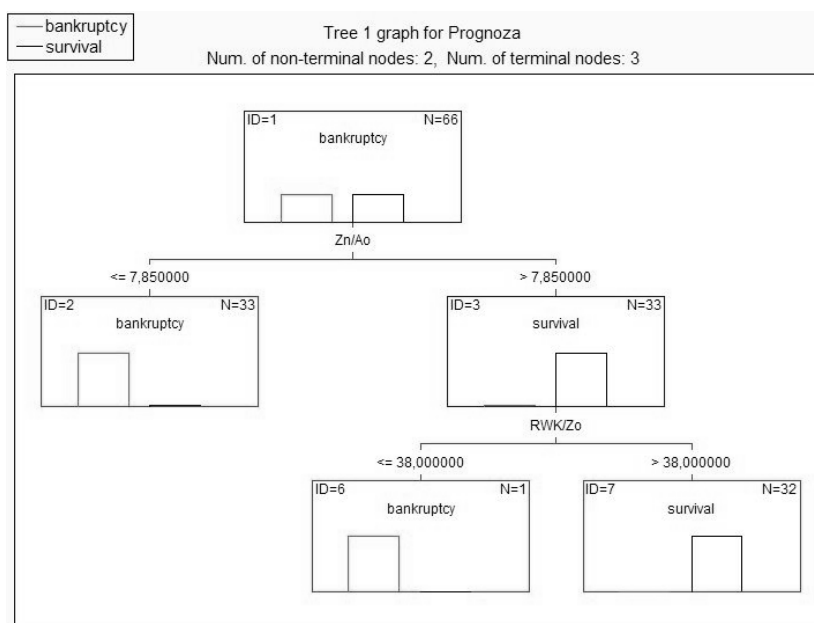 bankruptcy
survival
Tree 1 graph for Prognoza
Num. of non-terminal nodes: 2, Num. of terminal nodes: 3
ID=1 N=66
bankruptcy
Zn/Ao
<= 7,850000 > 7,850000
ID=2 N=33 ID=3 N=33
bankruptcy survival
RWK/Zo
<= 38,000000 > 38,000000
ID=6 N=1 ID=7 N=32
bankruptcy survival